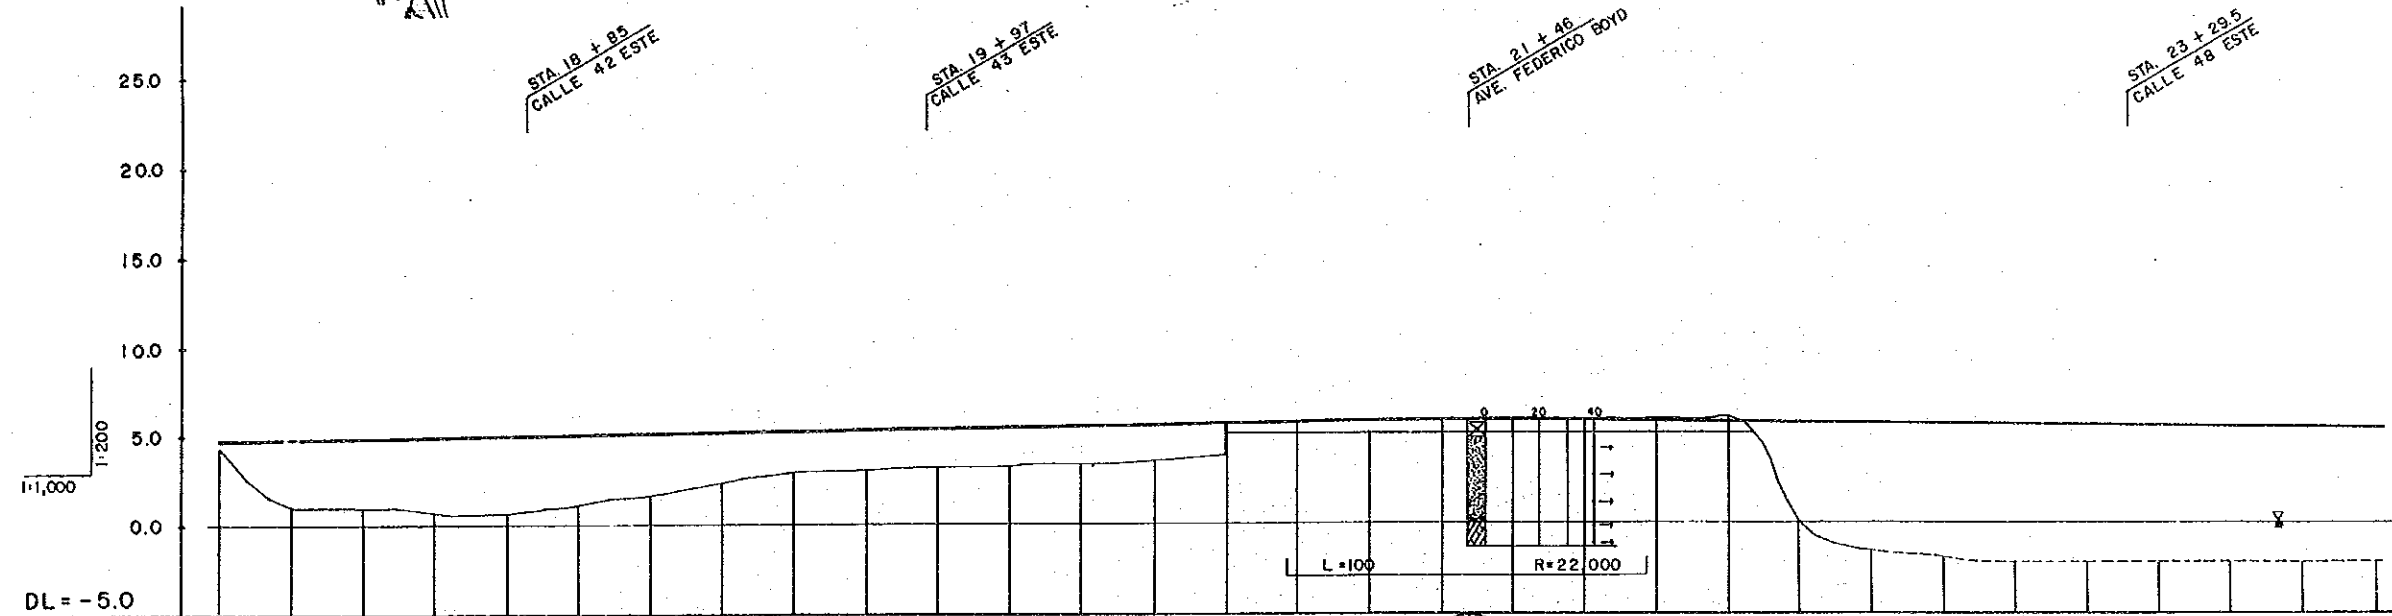 STA. 18 + 85
CALLE 42 ESTE
STA. 19 + 97
CALLE 43 ESTE
STA. 21 + 46
AVE. FEDERICO BOYD
STA. 23 + 29.5
CALLE 48 ESTE
25.0
20.0
15.0
10.0
5.0
0.0
DL = -5.0
1:200
1:1,000
0 20 40
L=100 R=22,000